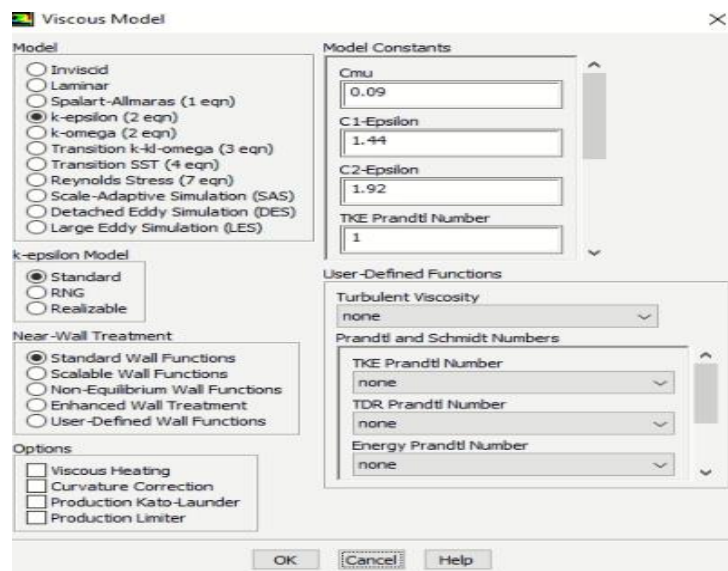 Viscous Model
Model
Inviscid
Laminar
Spalart-Allmaras (1 eqn)
k-epsilon (2 eqn)
k-omega (2 eqn)
Transition k-kl-omega (3 eqn)
Transition SST (4 eqn)
Reynolds Stress (7 eqn)
Scale-Adaptive Simulation (SAS)
Detached Eddy Simulation (DES)
Large Eddy Simulation (LES)
k-epsilon Model
Standard
RNG
Realizable
Near-Wall Treatment
Standard Wall Functions
Scalable Wall Functions
Non-Equilibrium Wall Functions
Enhanced Wall Treatment
User-Defined Wall Functions
Options
Viscous Heating
Curvature Correction
Production Kato-Launder
Production Limiter
Model Constants
Cmu
0.09
C1-Epsilon
1.44
C2-Epsilon
1.92
TKE Prandtl Number
1
User-Defined Functions
Turbulent Viscosity
none
Prandtl and Schmidt Numbers
TKE Prandtl Number
none
TDR Prandtl Number
none
Energy Prandtl Number
none
OK
Cancel
Help